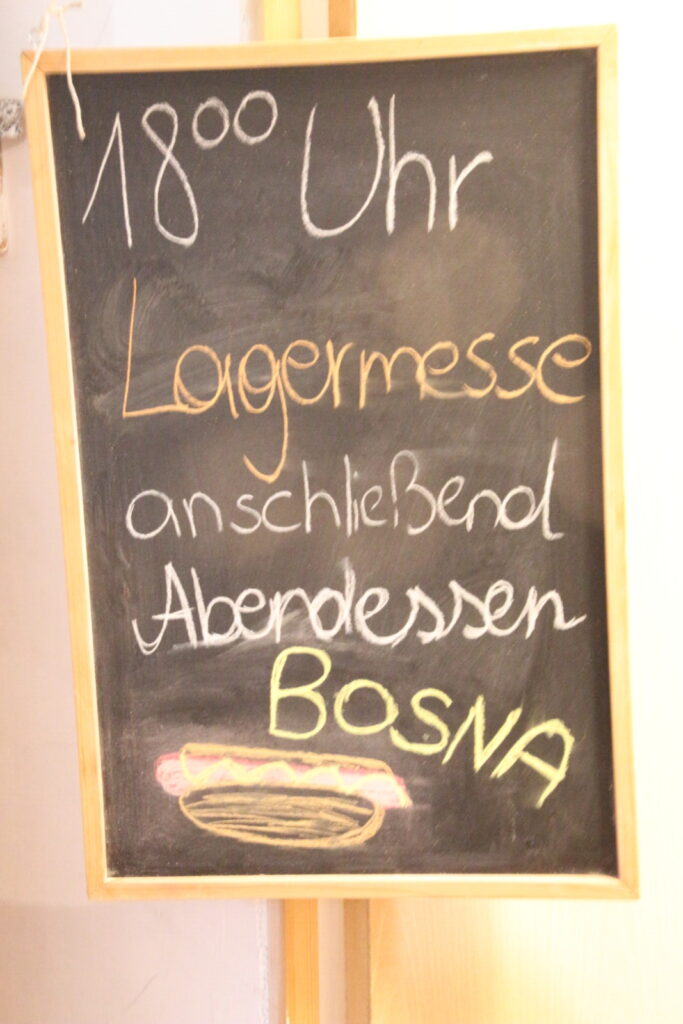 18⁰⁰ Uhr
Lagermesse
anschließend
Abendessen
BOSNA